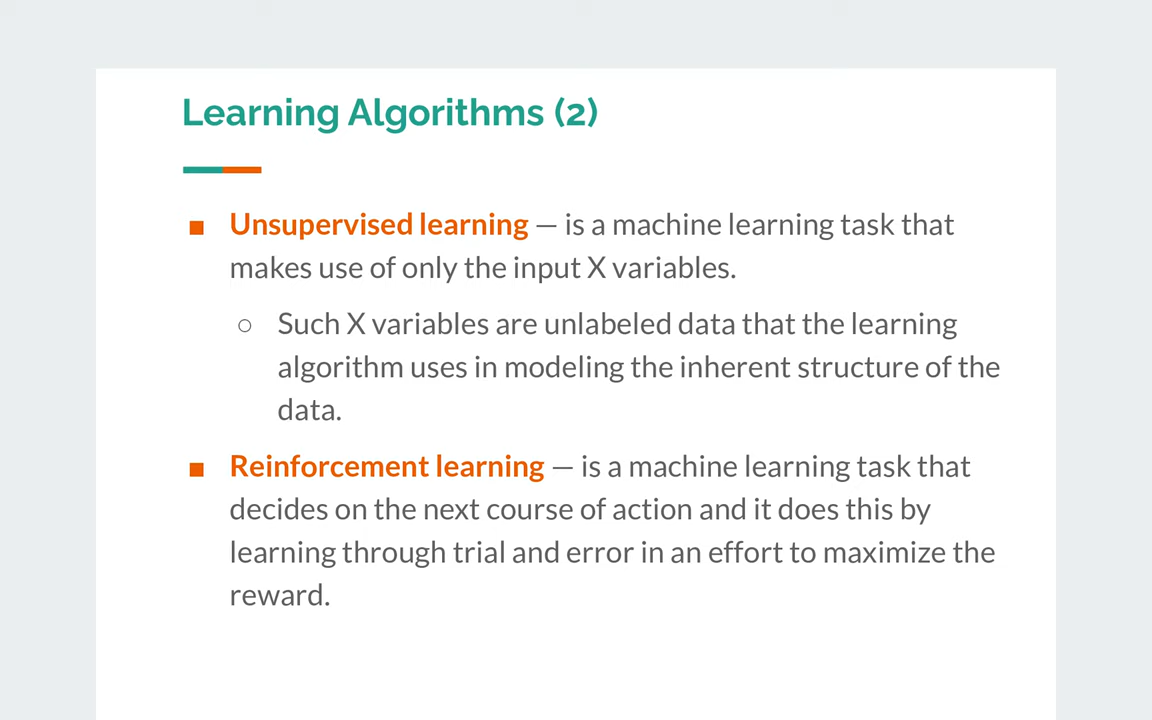 Learning Algorithms (2)
■ Unsupervised learning — is a machine learning task that
makes use of only the input X variables.
○ Such X variables are unlabeled data that the learning
algorithm uses in modeling the inherent structure of the
data.
■ Reinforcement learning — is a machine learning task that
decides on the next course of action and it does this by
learning through trial and error in an effort to maximize the
reward.